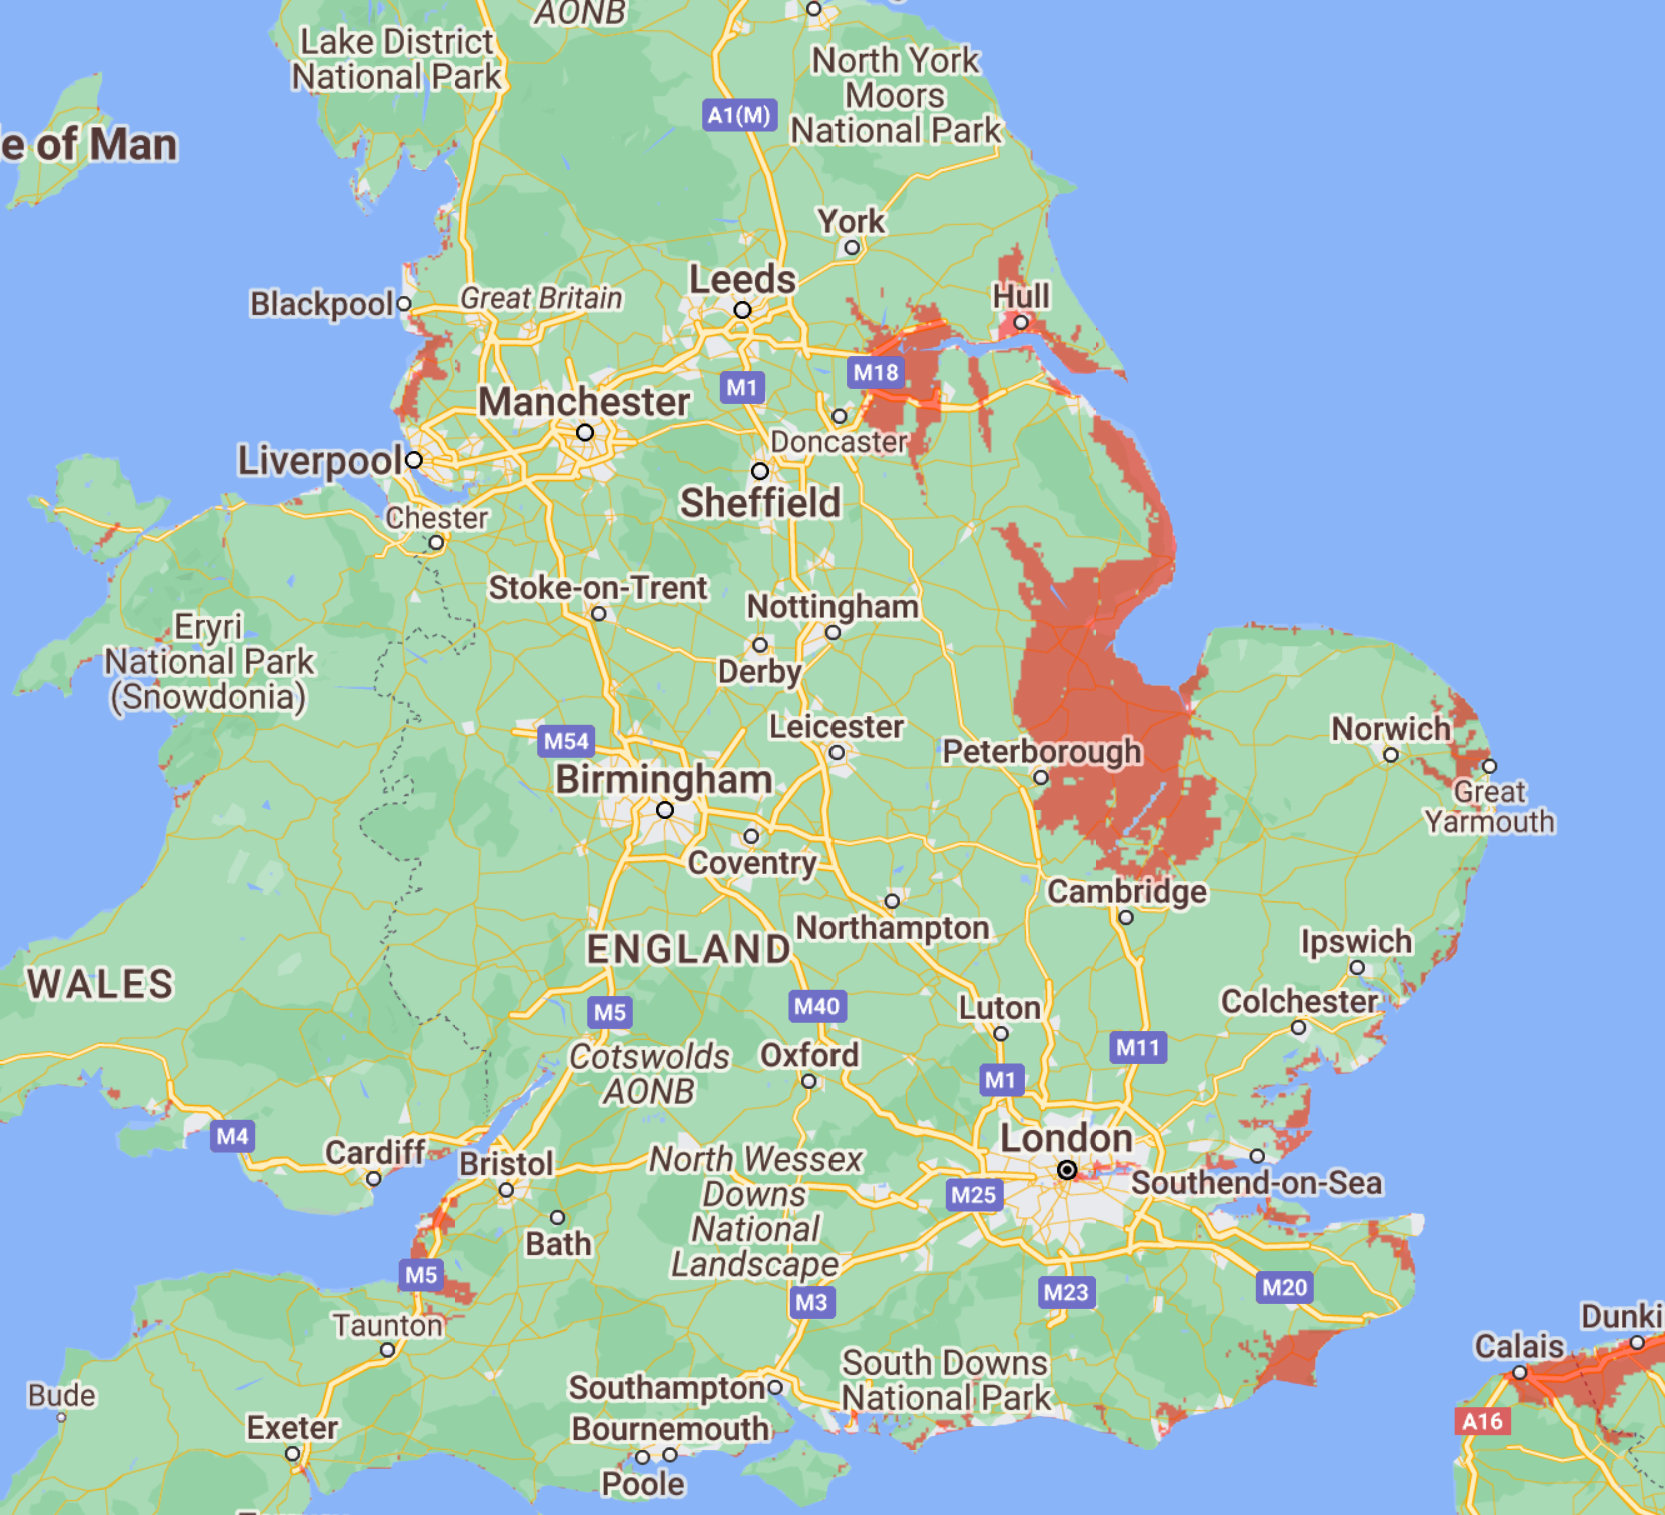 AONB
Lake District
National Park
North York
Moors
National Park
A1(M)
e of Man
York
Leeds
Hull
Blackpool
Great Britain
M18
M1
Manchester
Doncaster
Liverpool
Sheffield
Chester
Stoke-on-Trent
Nottingham
Eryri
National Park
(Snowdonia)
Derby
Leicester
Norwich
M54
Peterborough
Birmingham
Great
Yarmouth
Coventry
Cambridge
Northampton
ENGLAND
Ipswich
WALES
M5
M40
Luton
Colchester
Cotswolds
AONB
Oxford
M11
M1
M4
Cardiff
Bristol
London
North Wessex
Downs
National
Landscape
M25
Southend-on-Sea
Bath
M5
M3
M23
M20
Taunton
Dunki
Calais
South Downs
National Park
Bude
Southampton
Exeter
Bournemouth
A16
Poole